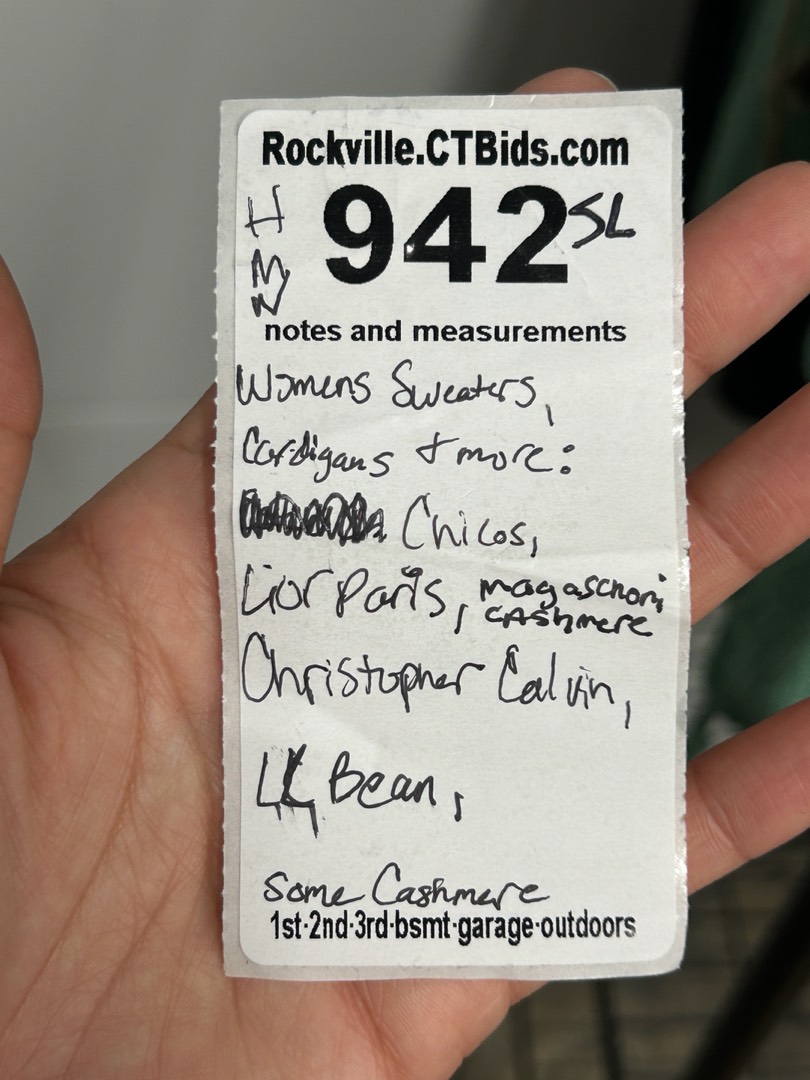 Rockville.CTBids.com
H
942 SL
notes and measurements
Womens Sweaters,
Cardigans + more:
Chicos,
Lior Paris, magaschoni
cashmere
Christopher Calvin,
LL Bean,
Some Cashmere
1st·2nd·3rd·bsmt·garage·outdoors